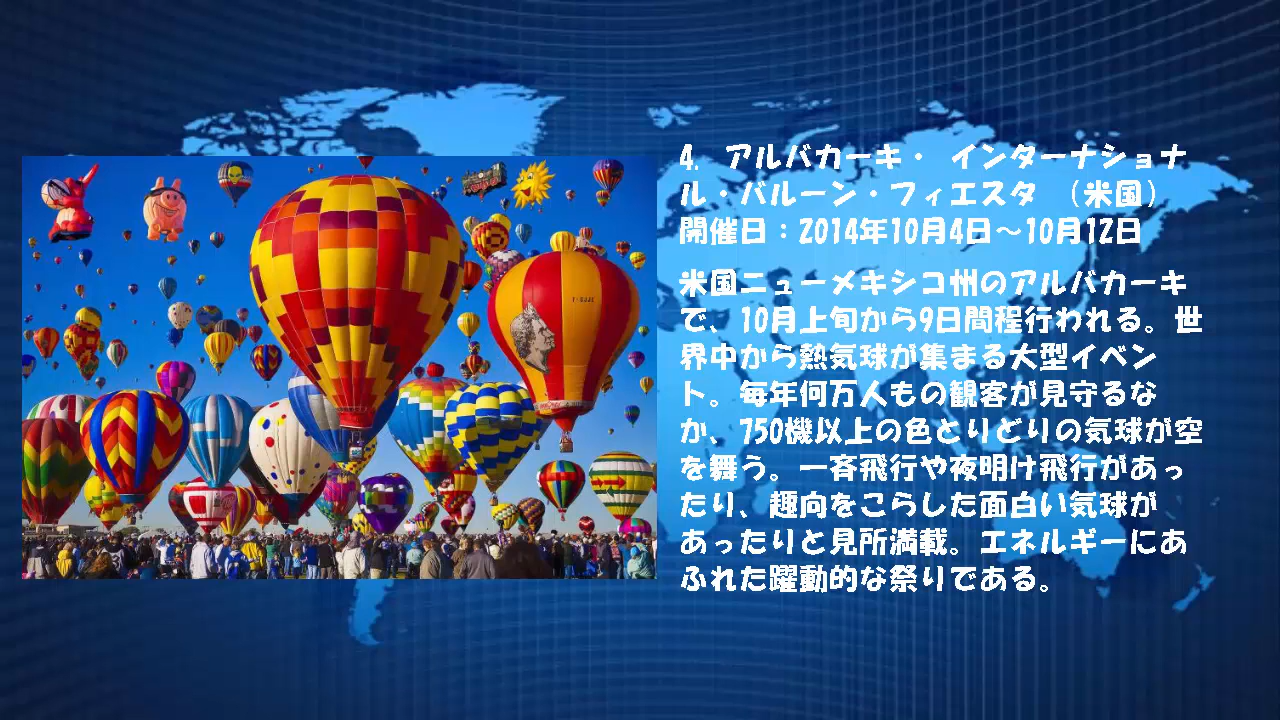 4. アルバカーキ・ インターナショナ
ル・バルーン・フィエスタ （米国）
開催日：2014年10月4日～10月12日
米国ニューメキシコ州のアルバカーキ
で、10月上旬から9日間程行われる。世
界中から熱気球が集まる大型イベン
ト。毎年何万人もの観客が見守るな
か、750機以上の色とりどりの気球が空
を舞う。一斉飛行や夜明け飛行があっ
たり、趣向をこらした面白い気球が
あったりと見所満載。エネルギーにあ
ふれた躍動的な祭りである。